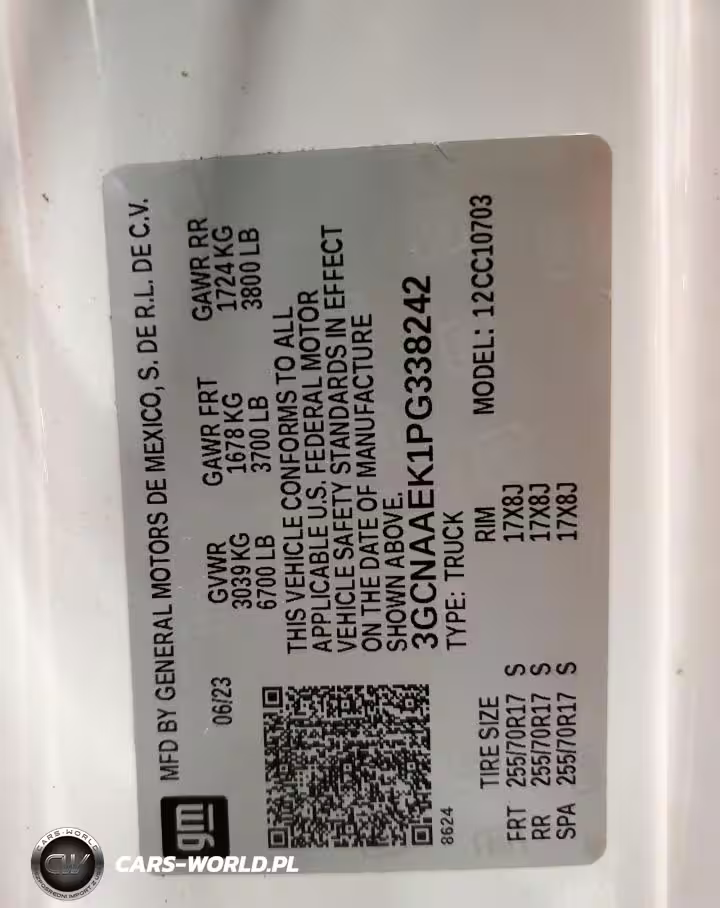 gm
MFD BY GENERAL MOTORS DE MEXICO, S. DE R.L. DE C.V.
06/23
GVWR GAWR FRT GAWR RR
3039 KG 1678 KG 1724 KG
6700 LB 3700 LB 3800 LB
THIS VEHICLE CONFORMS TO ALL
APPLICABLE U.S. FEDERAL MOTOR
VEHICLE SAFETY STANDARDS IN EFFECT
ON THE DATE OF MANUFACTURE
SHOWN ABOVE.
3GCNAAEK1PG338242
8624
TYPE: TRUCK
TIRE SIZE RIM MODEL: 12CC10703
FRT 255/70R17 S 17X8J
RR 255/70R17 S 17X8J
SPA 255/70R17 S 17X8J
CARS-WORLD
CW
CARS-WORLD.PL